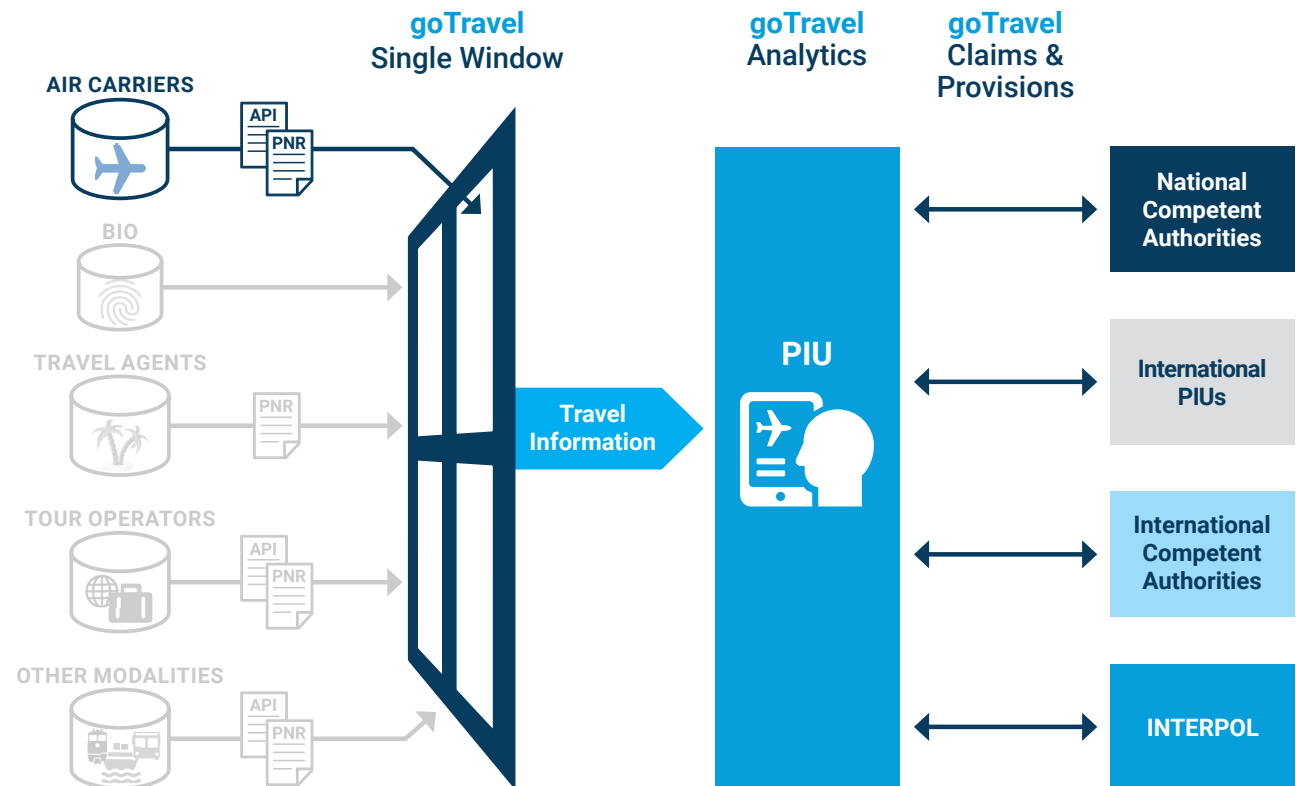 goTravel
Single Window
goTravel
Analytics
goTravel
Claims &
Provisions
AIR CARRIERS
API
PNR
BIO
TRAVEL AGENTS
PNR
TOUR OPERATORS
API
PNR
OTHER MODALITIES
API
PNR
Travel
Information
PIU
National
Competent
Authorities
International
PIUs
International
Competent
Authorities
INTERPOL